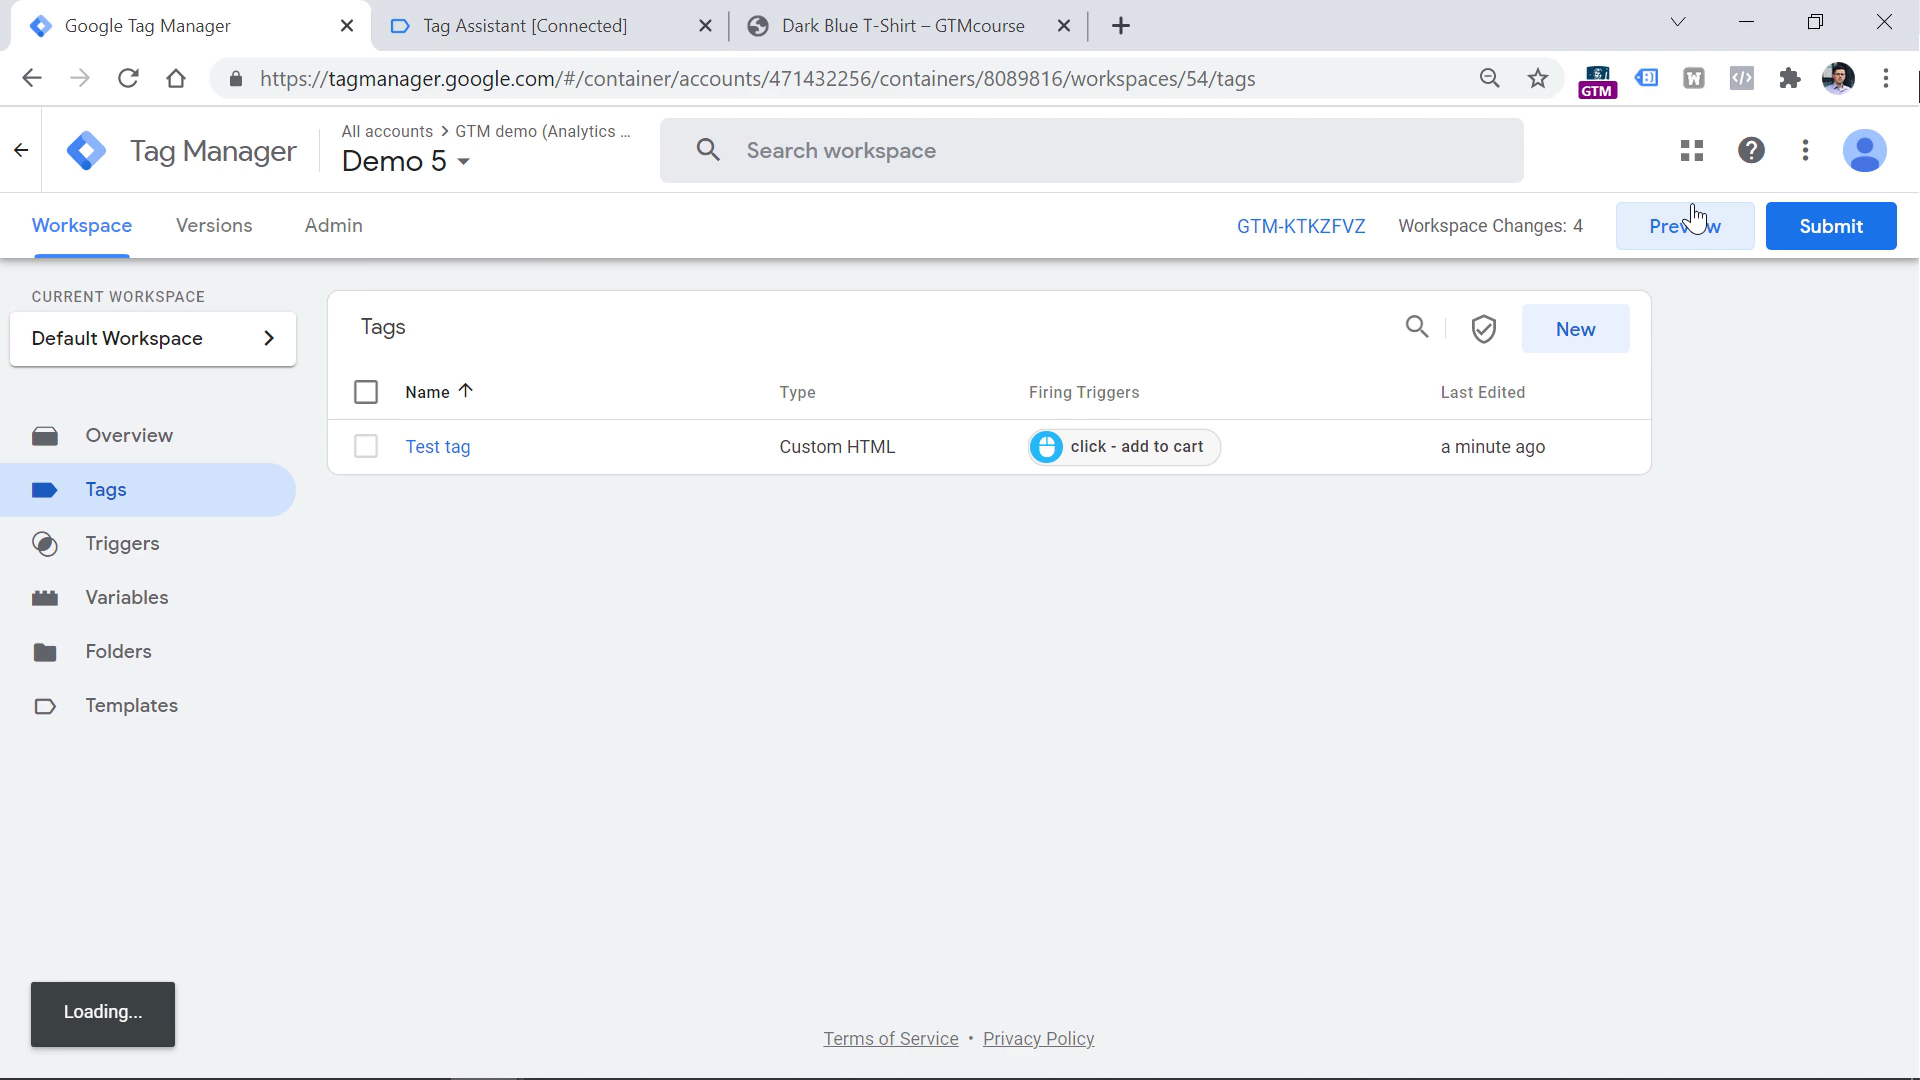 Google Tag Manager
Tag Assistant [Connected]
Dark Blue T-Shirt – GTMcourse
https://tagmanager.google.com/#/container/accounts/471432256/containers/8089816/workspaces/54/tags
GTM
W
Tag Manager
All accounts > GTM demo (Analytics ...
Demo 5
Search workspace
Workspace
Versions
Admin
GTM-KTKZFVZ
Workspace Changes: 4
Preview
Submit
CURRENT WORKSPACE
Default Workspace
Overview
Tags
Triggers
Variables
Folders
Templates
Tags
New
Name
Type
Firing Triggers
Last Edited
Test tag
Custom HTML
click - add to cart
a minute ago
Loading...
Terms of Service • Privacy Policy